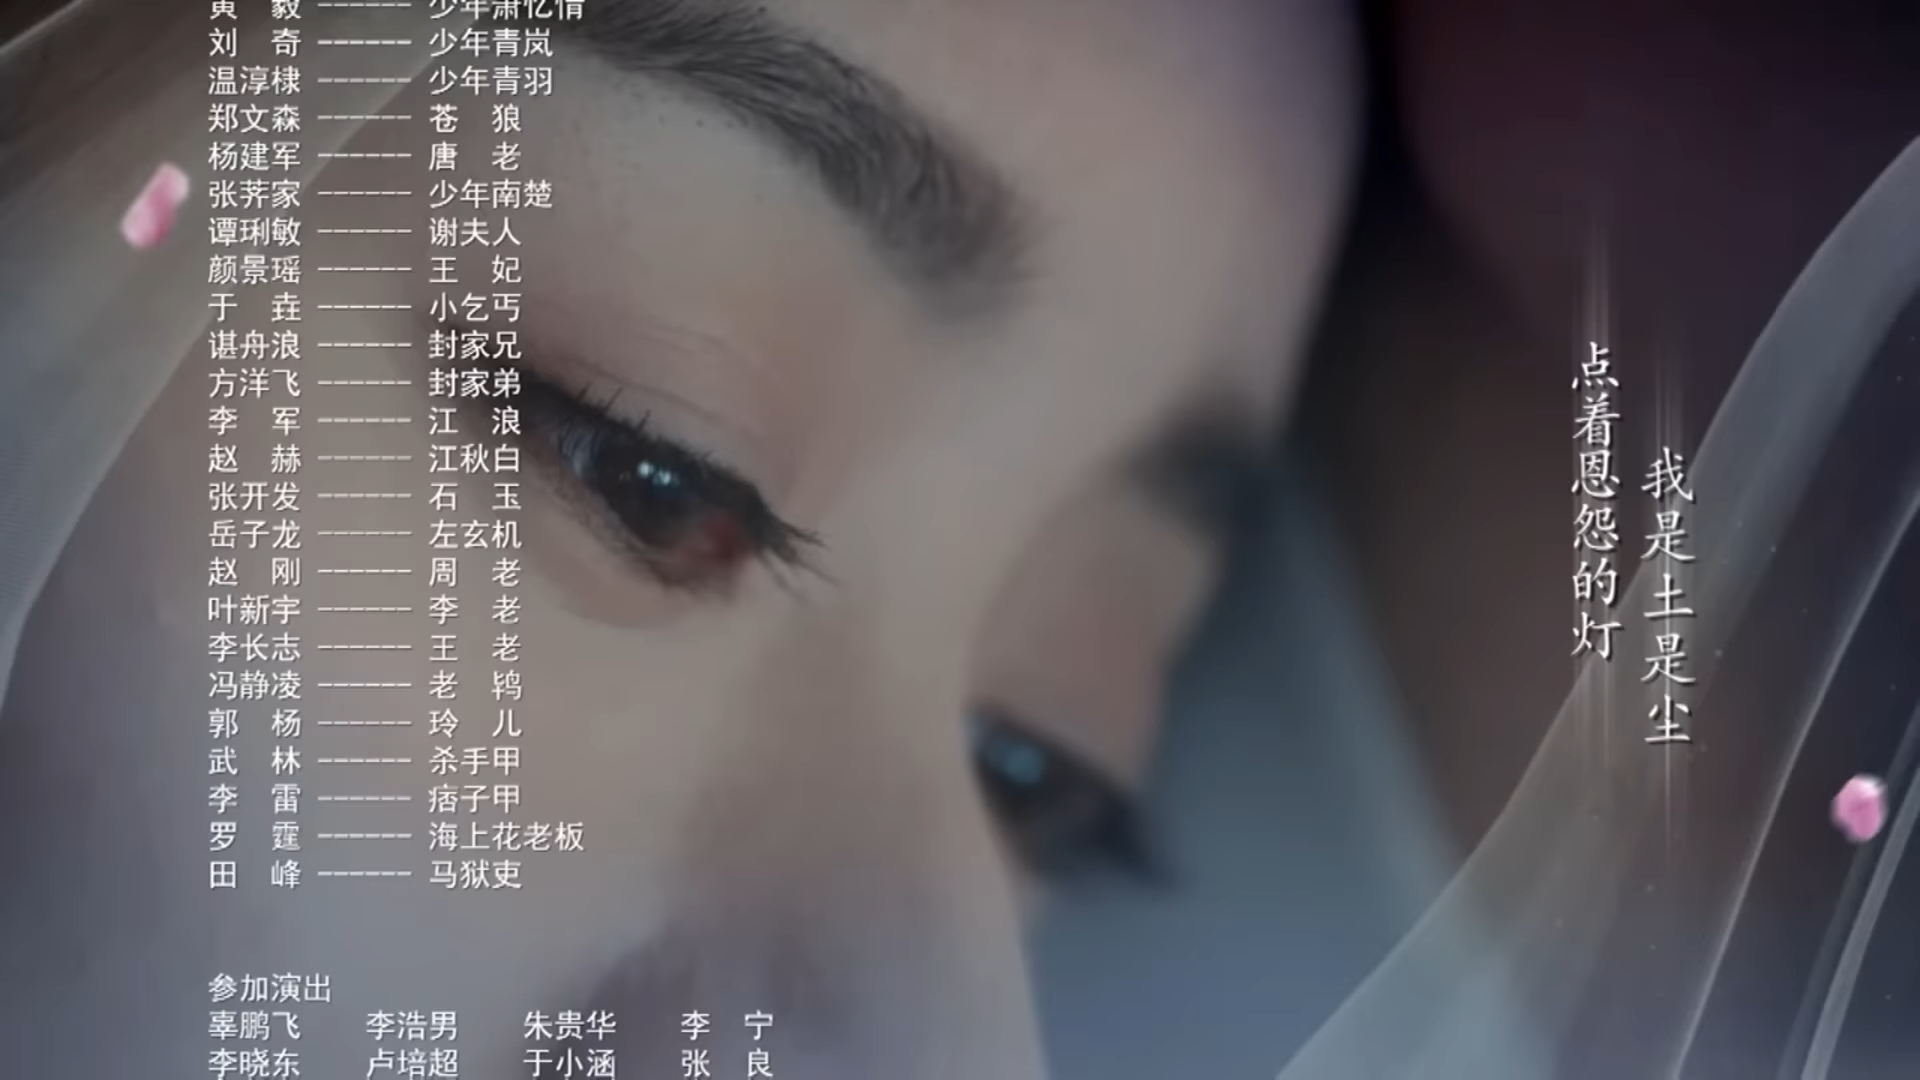 黄　毅 ------ 少年萧忆情
刘　奇 ------ 少年青岚
温淳棣 ------ 少年青羽
郑文森 ------ 苍　狼
杨建军 ------ 唐　老
张荠家 ------ 少年南楚
谭琍敏 ------ 谢夫人
颜景瑶 ------ 王　妃
于　垚 ------ 小乞丐
谌舟浪 ------ 封家兄
方洋飞 ------ 封家弟
李　军 ------ 江　浪
赵　赫 ------ 江秋白
张开发 ------ 石　玉
岳子龙 ------ 左玄机
赵　刚 ------ 周　老
叶新宇 ------ 李　老
李长志 ------ 王　老
冯静凌 ------ 老　鸨
郭　杨 ------ 玲　儿
武　林 ------ 杀手甲
李　雷 ------ 痞子甲
罗　霆 ------ 海上花老板
田　峰 ------ 马狱吏
参加演出
辜鹏飞　李浩男　朱贵华　李　宁
李晓东　卢培超　于小涵　张　良
我是土是尘
点着恩怨的灯